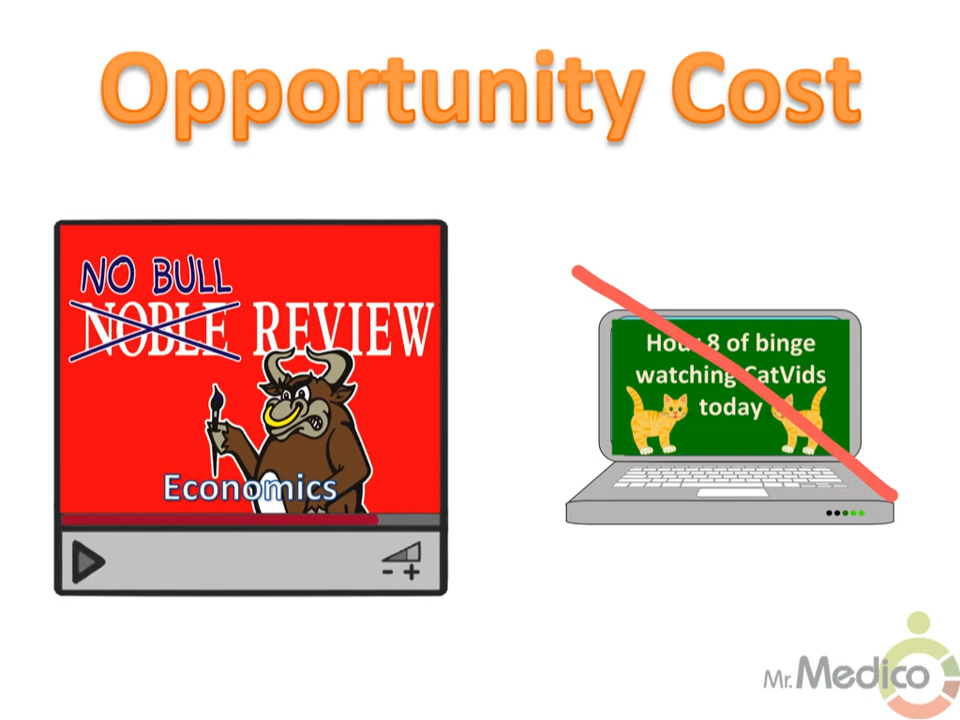 Opportunity Cost
NO BULL
NOBLE REVIEW
Economics
- +
Hour 8 of binge
watching CatVids
today
Mr. Medico